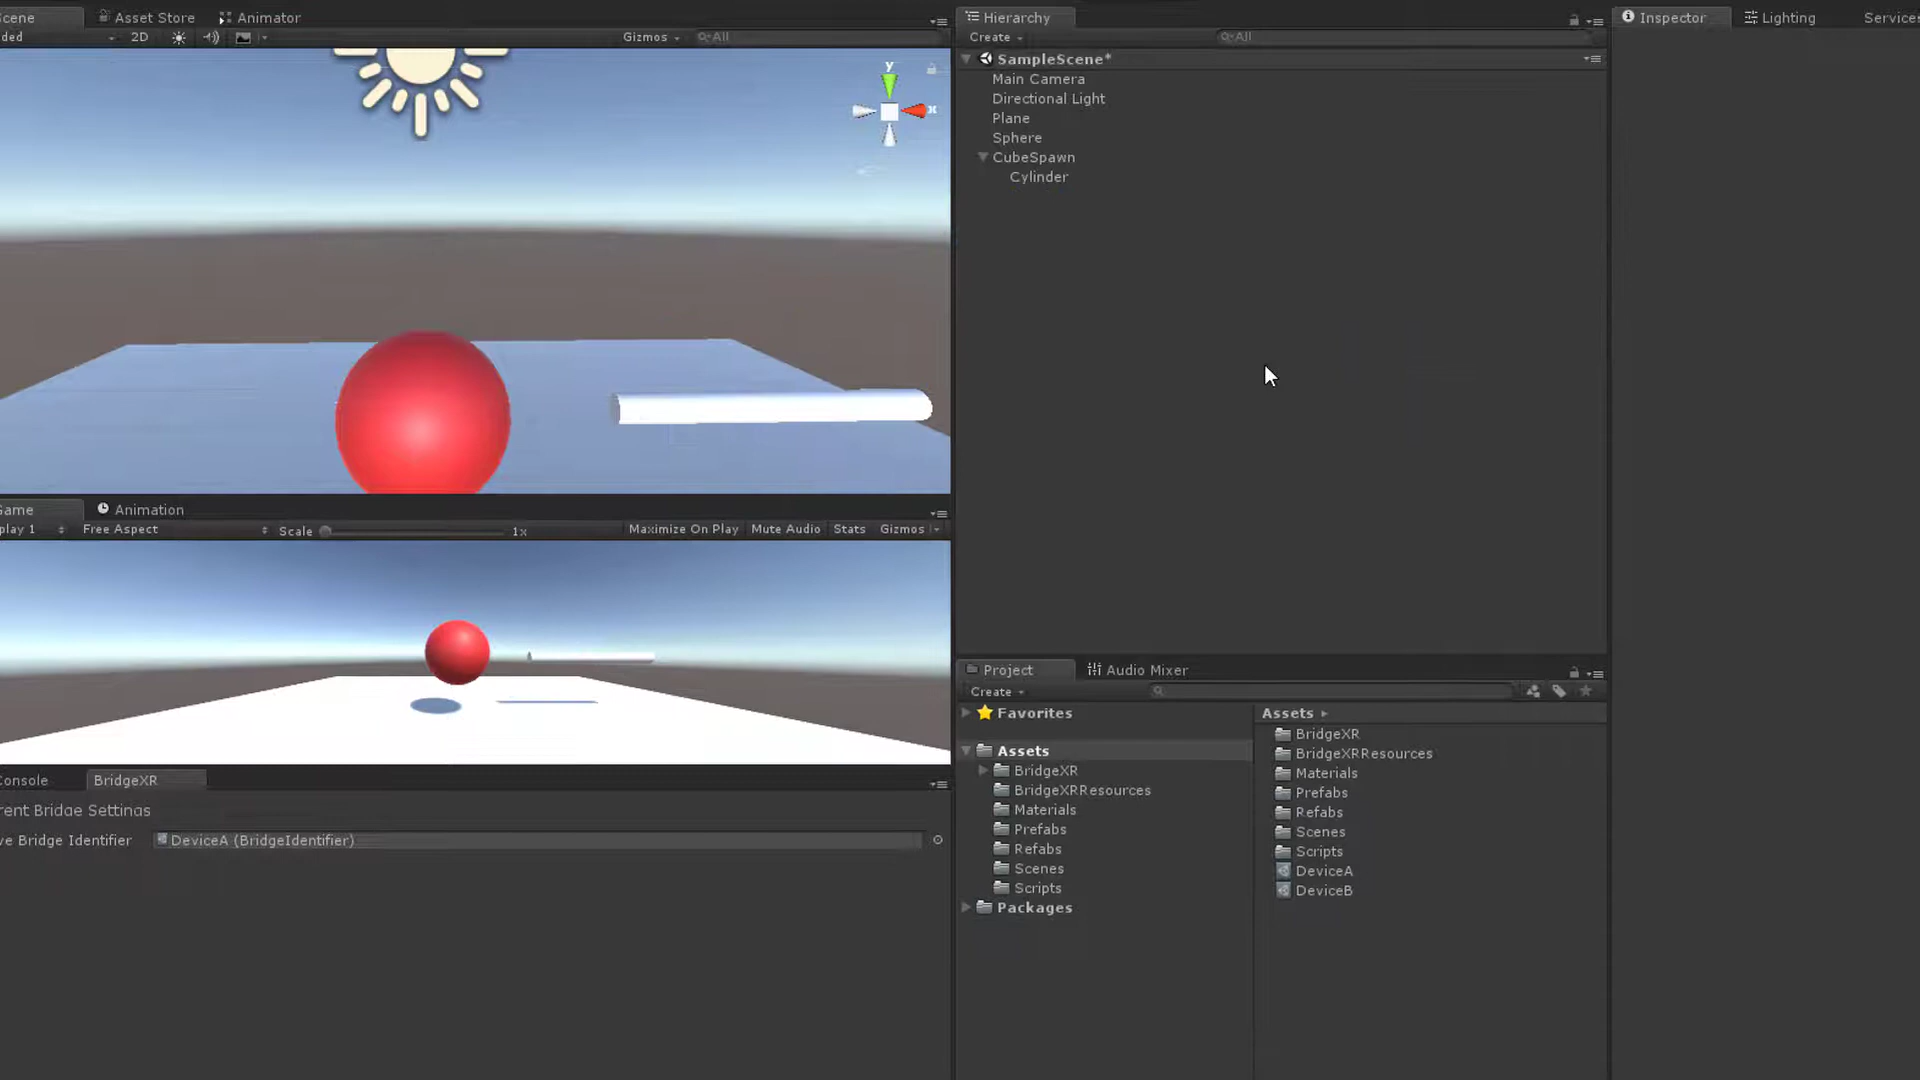 Scene Asset Store Animator
ded 2D Gizmos All
y
x
Game Animation
play 1 Free Aspect Scale 1x Maximize On Play Mute Audio Stats Gizmos
Console BridgeXR
rent Bridge Settings
ve Bridge Identifier DeviceA (BridgeIdentifier)
Hierarchy
Create All
SampleScene*
Main Camera
Directional Light
Plane
Sphere
CubeSpawn
Cylinder
Project Audio Mixer
Create
Favorites
Assets
BridgeXR
BridgeXRResources
Materials
Prefabs
Refabs
Scenes
Scripts
Packages
Assets
BridgeXR
BridgeXRResources
Materials
Prefabs
Refabs
Scenes
Scripts
DeviceA
DeviceB
Inspector Lighting Services